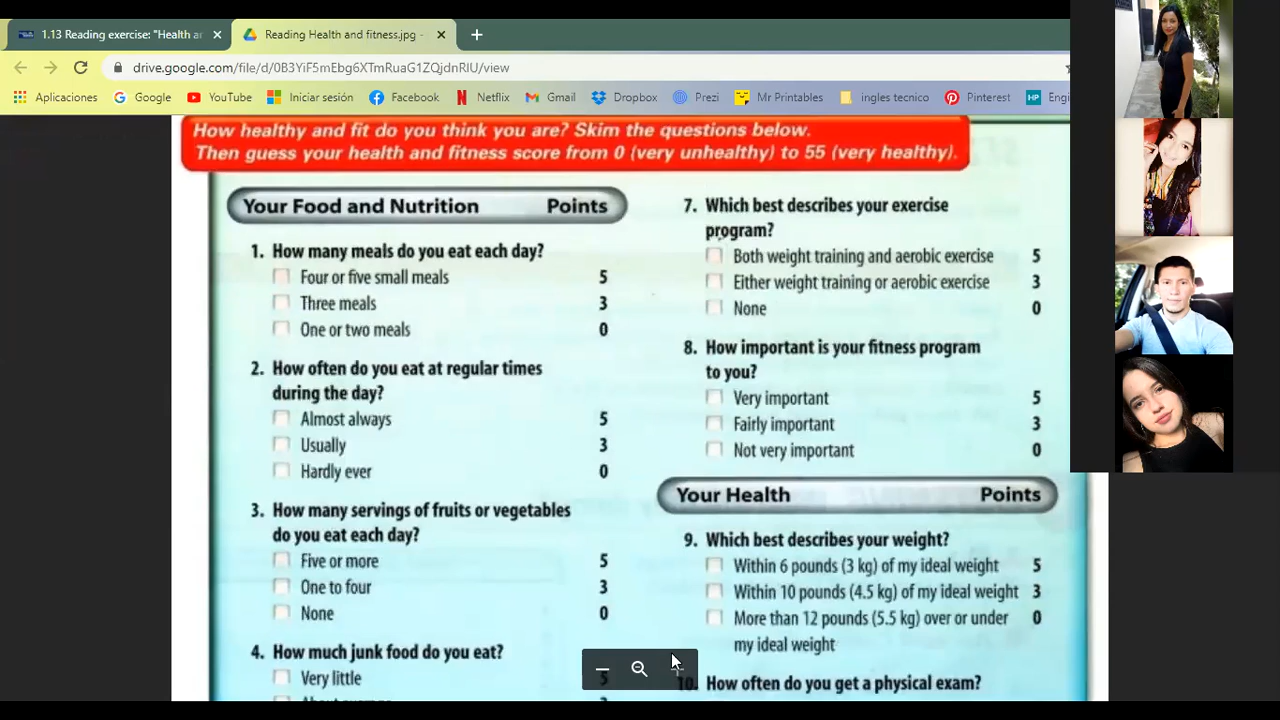 1.13 Reading exercise: "Health a
Reading Health and fitness.jpg -
drive.google.com/file/d/0B3YiF5mEbg6XTmRuaG1ZQjdnRlU/view
Aplicaciones Google YouTube Iniciar sesión Facebook Netflix Gmail Dropbox Prezi Mr Printables ingles tecnico Pinterest HP Engl
How healthy and fit do you think you are? Skim the questions below.
Then guess your health and fitness score from 0 (very unhealthy) to 55 (very healthy).
Your Food and Nutrition Points
1. How many meals do you eat each day?
Four or five small meals 5
Three meals 3
One or two meals 0
2. How often do you eat at regular times
during the day?
Almost always 5
Usually 3
Hardly ever 0
3. How many servings of fruits or vegetables
do you eat each day?
Five or more 5
One to four 3
None 0
4. How much junk food do you eat?
Very little 5
About average 3
7. Which best describes your exercise
program?
Both weight training and aerobic exercise 5
Either weight training or aerobic exercise 3
None 0
8. How important is your fitness program
to you?
Very important 5
Fairly important 3
Not very important 0
Your Health Points
9. Which best describes your weight?
Within 6 pounds (3 kg) of my ideal weight 5
Within 10 pounds (4.5 kg) of my ideal weight 3
More than 12 pounds (5.5 kg) over or under 0
my ideal weight
10. How often do you get a physical exam?